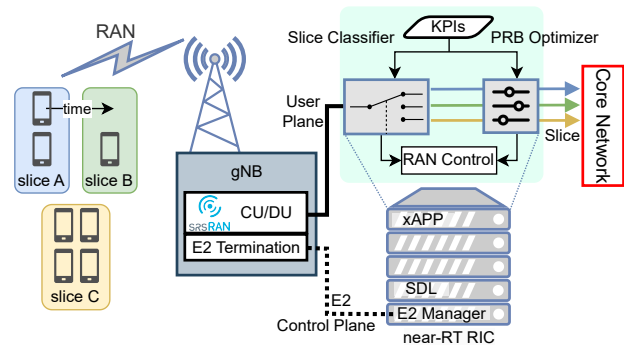 RAN
time
slice A
slice B
slice C
gNB
srsRAN
CU/DU
E2 Termination
E2
Control Plane
User
Plane
Slice Classifier
KPIs
PRB Optimizer
RAN Control
Slice
Core Network
xAPP
SDL
E2 Manager
near-RT RIC